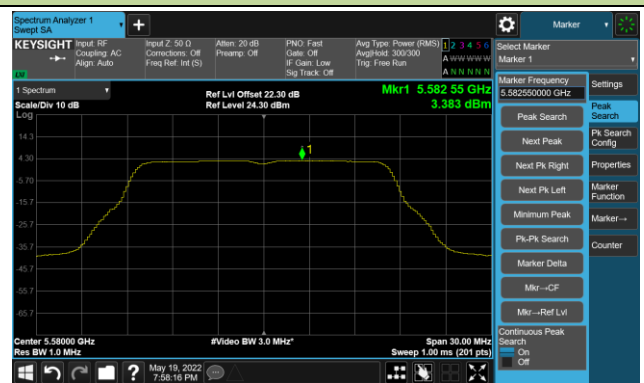 Spectrum Analyzer 1
Swept SA
Marker
KEYSIGHT
Input: RF
Coupling: AC
Align: Auto
Input Z: 50 Ω
Corrections: Off
Freq Ref: Int (S)
Atten: 20 dB
Preamp: Off
PNO: Fast
Gate: Off
IF Gain: Low
Sig Track: Off
Avg Type: Power (RMS)
Avg|Hold: 300/300
Trig: Free Run
1 2 3 4 5 6
A W W W W W
A N N N N N
LW
Select Marker
Marker 1
1 Spectrum
Scale/Div 10 dB
Log
Ref Lvl Offset 22.30 dB
Ref Level 24.30 dBm
Mkr1 5.582 55 GHz
3.383 dBm
14.3
4.30
-5.70
-15.7
-25.7
-35.7
-45.7
-55.7
-65.7
1
Center 5.58000 GHz
Res BW 1.0 MHz
#Video BW 3.0 MHz*
Span 30.00 MHz
Sweep 1.00 ms (201 pts)
Marker Frequency
5.582550000 GHz
Peak Search
Next Peak
Next Pk Right
Next Pk Left
Minimum Peak
Pk-Pk Search
Marker Delta
Mkr→CF
Mkr→Ref Lvl
Continuous Peak
Search
On
Off
Settings
Peak
Search
Pk Search
Config
Properties
Marker
Function
Marker→
Counter
May 19, 2022
7:58:16 PM